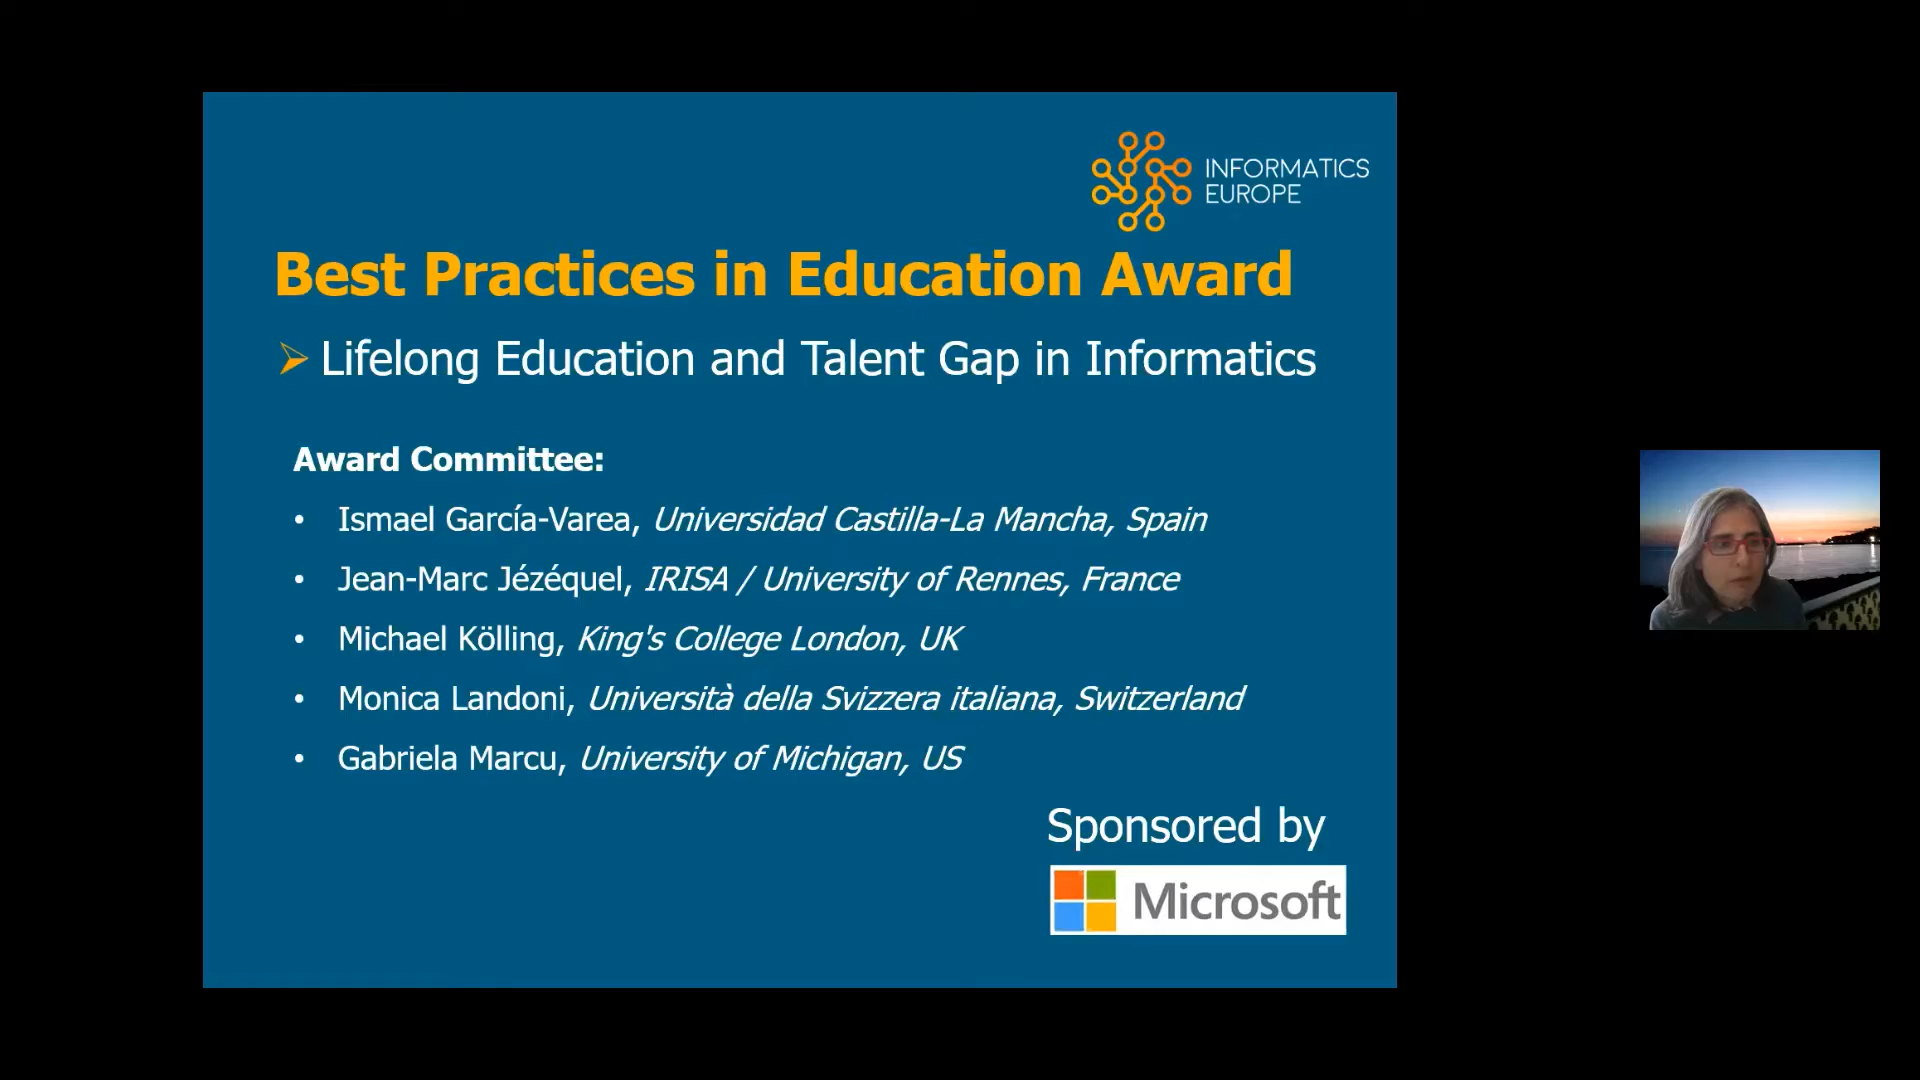 INFORMATICS
EUROPE
Best Practices in Education Award
Lifelong Education and Talent Gap in Informatics
Award Committee:
• Ismael García-Varea, Universidad Castilla-La Mancha, Spain
• Jean-Marc Jézéquel, IRISA / University of Rennes, France
• Michael Kölling, King's College London, UK
• Monica Landoni, Università della Svizzera italiana, Switzerland
• Gabriela Marcu, University of Michigan, US
Sponsored by
Microsoft